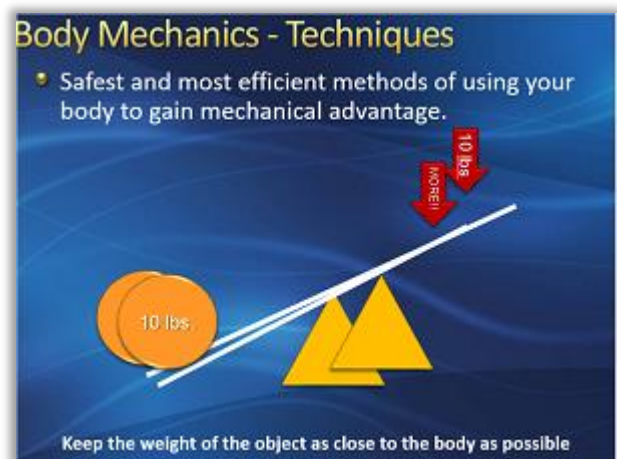 Body Mechanics - Techniques
Safest and most efficient methods of using your
body to gain mechanical advantage.
10 lbs
MORE!!
10 lbs
Keep the weight of the object as close to the body as possible